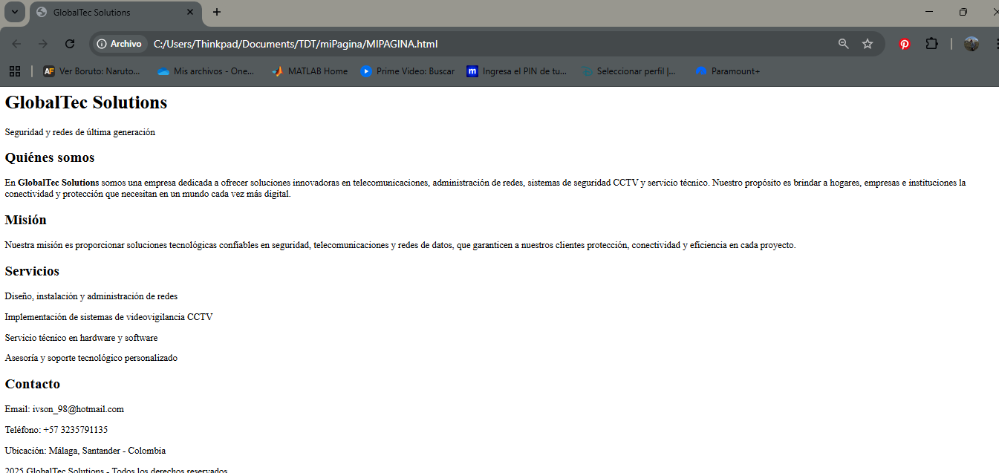 GlobalTec Solutions
Archivo C:/Users/Thinkpad/Documents/TDT/miPagina/MIPAGINA.html
AF Ver Boruto: Naruto... Mis archivos - One... MATLAB Home Prime Video: Buscar m Ingresa el PIN de tu... Seleccionar perfil |... Paramount+
GlobalTec Solutions
Seguridad y redes de última generación
Quiénes somos
En GlobalTec Solutions somos una empresa dedicada a ofrecer soluciones innovadoras en telecomunicaciones, administración de redes, sistemas de seguridad CCTV y servicio técnico. Nuestro propósito es brindar a hogares, empresas e instituciones la
conectividad y protección que necesitan en un mundo cada vez más digital.
Misión
Nuestra misión es proporcionar soluciones tecnológicas confiables en seguridad, telecomunicaciones y redes de datos, que garanticen a nuestros clientes protección, conectividad y eficiencia en cada proyecto.
Servicios
Diseño, instalación y administración de redes
Implementación de sistemas de videovigilancia CCTV
Servicio técnico en hardware y software
Asesoría y soporte tecnológico personalizado
Contacto
Email: ivson_98@hotmail.com
Teléfono: +57 3235791135
Ubicación: Málaga, Santander - Colombia
2025 GlobalTec Solutions - Todos los derechos reservados